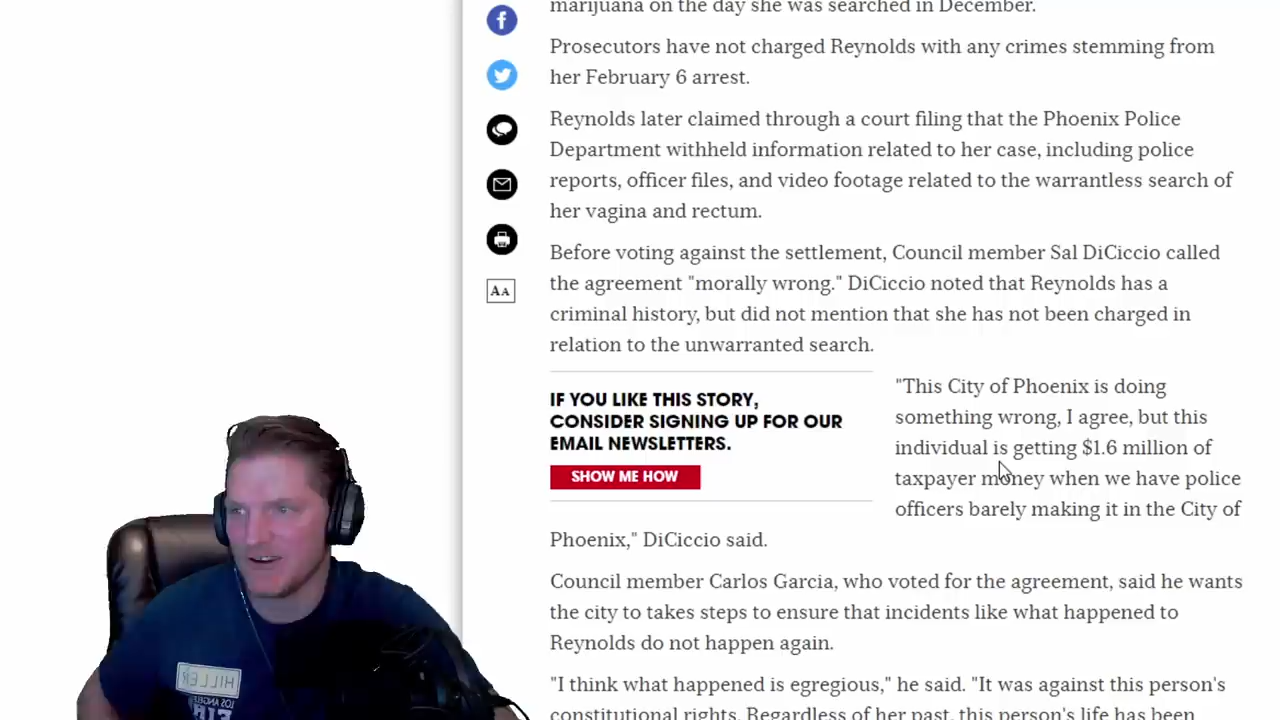 marijuana on the day she was searched in December.
Prosecutors have not charged Reynolds with any crimes stemming from
her February 6 arrest.
Reynolds later claimed through a court filing that the Phoenix Police
Department withheld information related to her case, including police
reports, officer files, and video footage related to the warrantless search of
her vagina and rectum.
Before voting against the settlement, Council member Sal DiCiccio called
the agreement "morally wrong." DiCiccio noted that Reynolds has a
criminal history, but did not mention that she has not been charged in
relation to the unwarranted search.
IF YOU LIKE THIS STORY,
CONSIDER SIGNING UP FOR OUR
EMAIL NEWSLETTERS.
SHOW ME HOW
"This City of Phoenix is doing
something wrong, I agree, but this
individual is getting $1.6 million of
taxpayer money when we have police
officers barely making it in the City of
Phoenix," DiCiccio said.
Council member Carlos Garcia, who voted for the agreement, said he wants
the city to takes steps to ensure that incidents like what happened to
Reynolds do not happen again.
"I think what happened is egregious," he said. "It was against this person's
constitutional rights. Regardless of her past, this person's life has been
AA
HILLER
LOS ANGELES